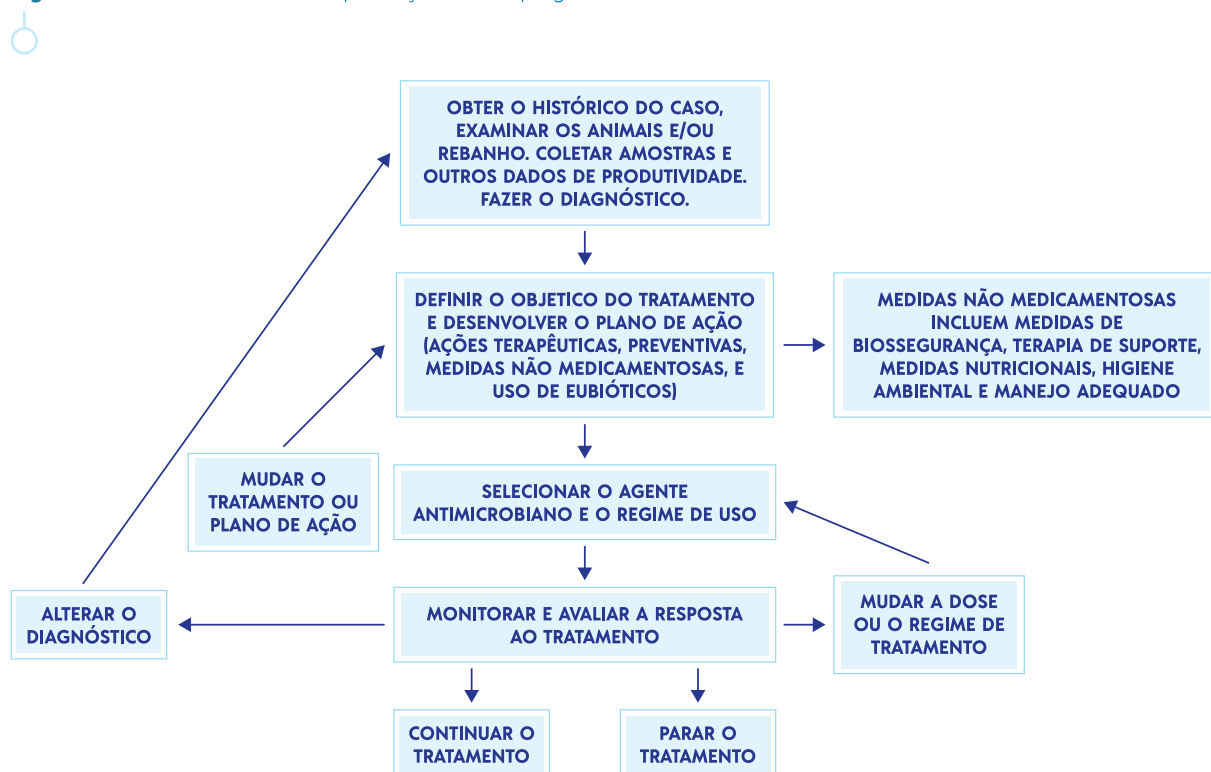 OBTER O HISTÓRICO DO CASO,
EXAMINAR OS ANIMAIS E/OU
REBANHO. COLETAR AMOSTRAS E
OUTROS DADOS DE PRODUTIVIDADE.
FAZER O DIAGNÓSTICO.
DEFINIR O OBJETICO DO TRATAMENTO
E DESENVOLVER O PLANO DE AÇÃO
(AÇÕES TERAPÊUTICAS, PREVENTIVAS,
MEDIDAS NÃO MEDICAMENTOSAS, E
USO DE EUBIÓTICOS)
MEDIDAS NÃO MEDICAMENTOSAS
INCLUEM MEDIDAS DE
BIOSSEGURANÇA, TERAPIA DE SUPORTE,
MEDIDAS NUTRICIONAIS, HIGIENE
AMBIENTAL E MANEJO ADEQUADO
MUDAR O
TRATAMENTO OU
PLANO DE AÇÃO
SELECIONAR O AGENTE
ANTIMICROBIANO E O REGIME DE USO
ALTERAR O
DIAGNÓSTICO
MONITORAR E AVALIAR A RESPOSTA
AO TRATAMENTO
MUDAR A DOSE
OU O REGIME DE
TRATAMENTO
CONTINUAR O
TRATAMENTO
PARAR O
TRATAMENTO